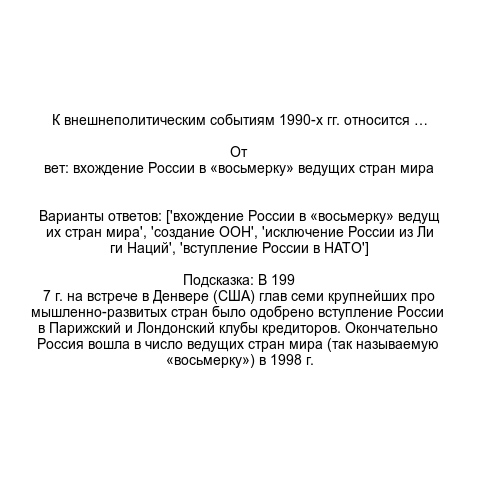 К внешнеполитическим событиям 1990-х гг. относится …
От
вет: вхождение России в «восьмерку» ведущих стран мира
Варианты ответов: ['вхождение России в «восьмерку» ведущ
их стран мира', 'создание ООН', 'исключение России из Ли
ги Наций', 'вступление России в НАТО']
Подсказка: В 199
7 г. на встрече в Денвере (США) глав семи крупнейших про
мышленно-развитых стран было одобрено вступление России
в Парижский и Лондонский клубы кредиторов. Окончательно
Россия вошла в число ведущих стран мира (так называемую
«восьмерку») в 1998 г.